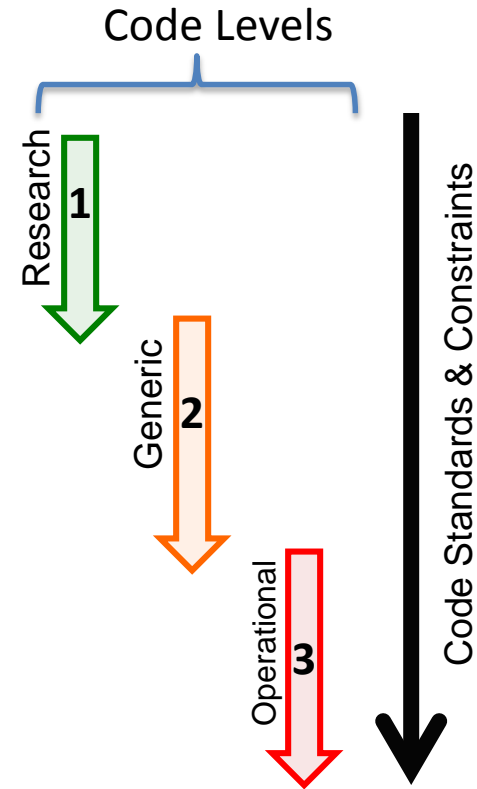 Code Levels
Research
1
Generic
2
Operational
3
Code Standards & Constraints